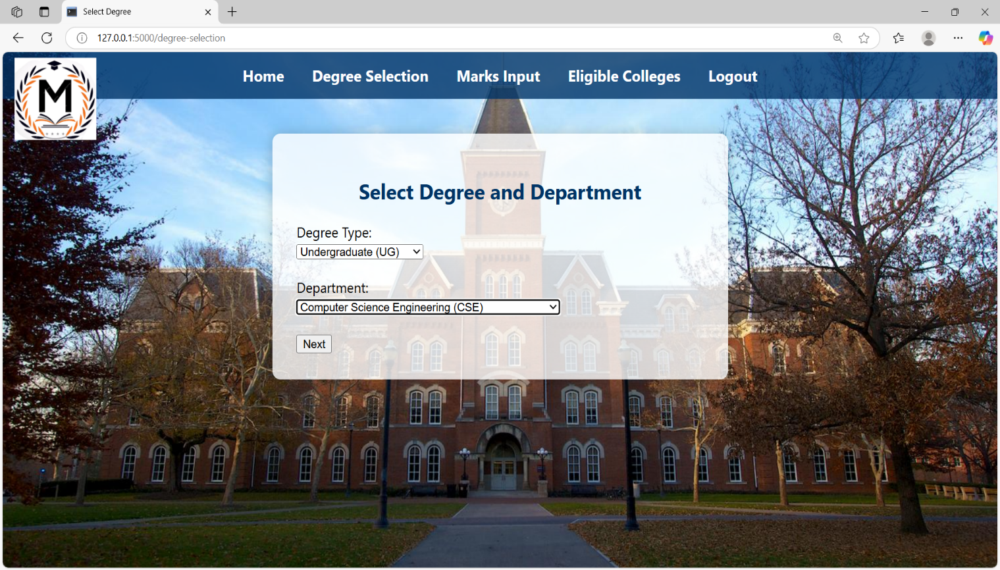 Select Degree
127.0.0.1:5000/degree-selection
M
Home Degree Selection Marks Input Eligible Colleges Logout
Select Degree and Department
Degree Type:
Undergraduate (UG)
Department:
Computer Science Engineering (CSE)
Next